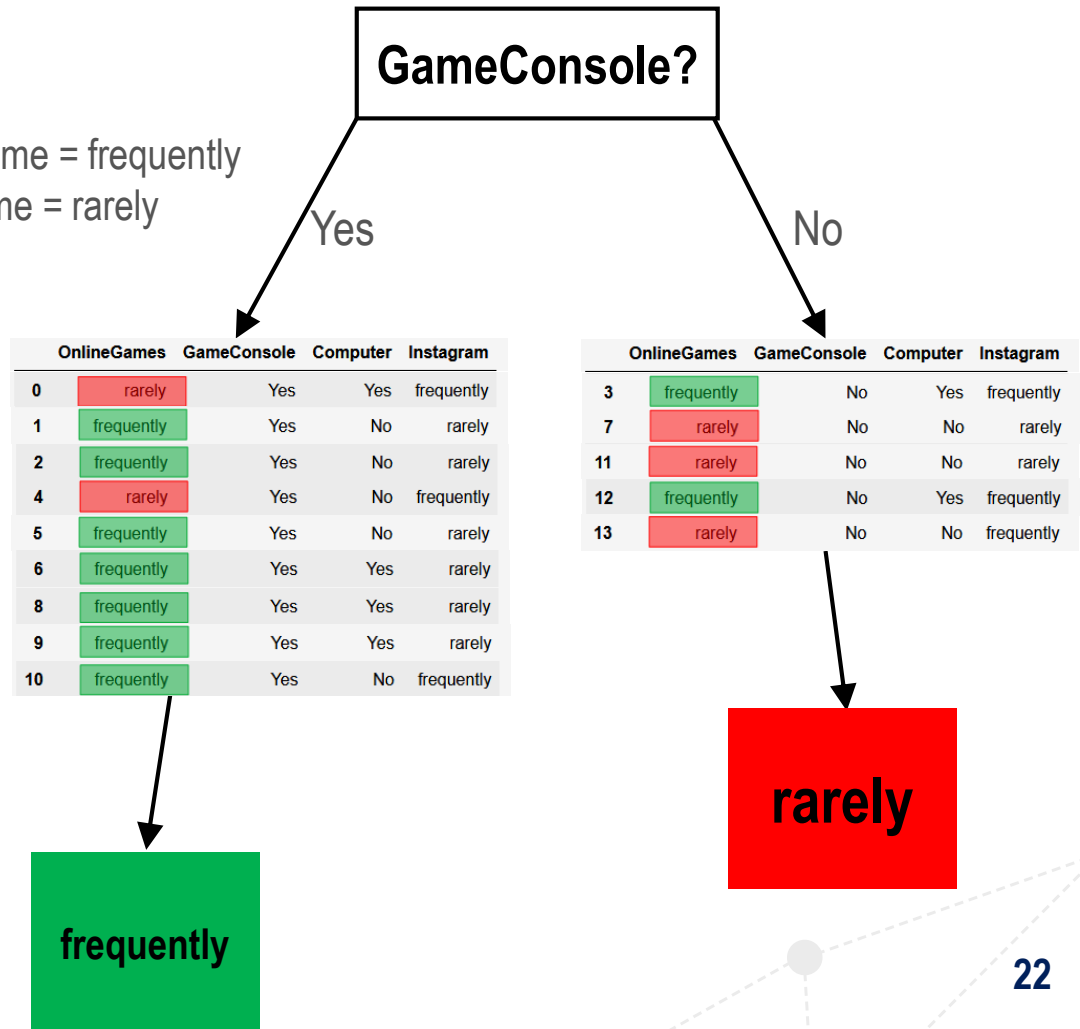 GameConsole?
me = frequently
ne = rarely
Yes
No
OnlineGames GameConsole Computer Instagram
0 rarely Yes Yes frequently
1 frequently Yes No rarely
2 frequently Yes No rarely
4 rarely Yes No frequently
5 frequently Yes No rarely
6 frequently Yes Yes rarely
8 frequently Yes Yes rarely
9 frequently Yes Yes rarely
10 frequently Yes No frequently
OnlineGames GameConsole Computer Instagram
3 frequently No Yes frequently
7 rarely No No rarely
11 rarely No No rarely
12 frequently No Yes frequently
13 rarely No No frequently
rarely
frequently
22